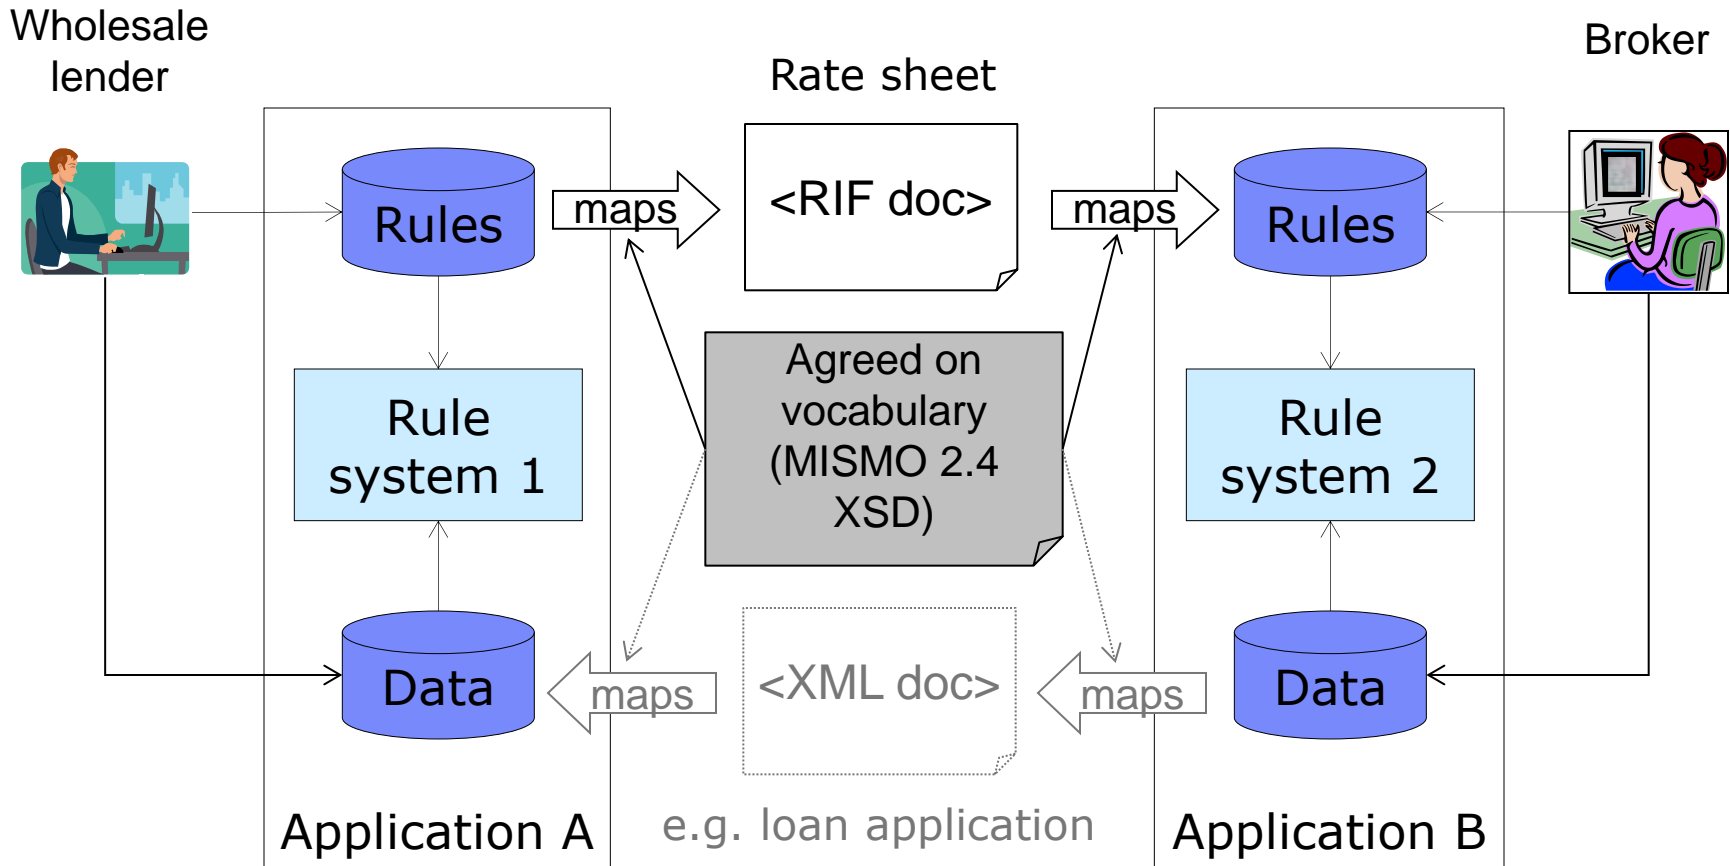 Wholesale
lender
Broker
Rate sheet
Rules
maps
<RIF doc>
maps
Rules
Rule
system 1
Agreed on
vocabulary
(MISMO 2.4
XSD)
Rule
system 2
Data
maps
<XML doc>
maps
Data
Application A
e.g. loan application
Application B